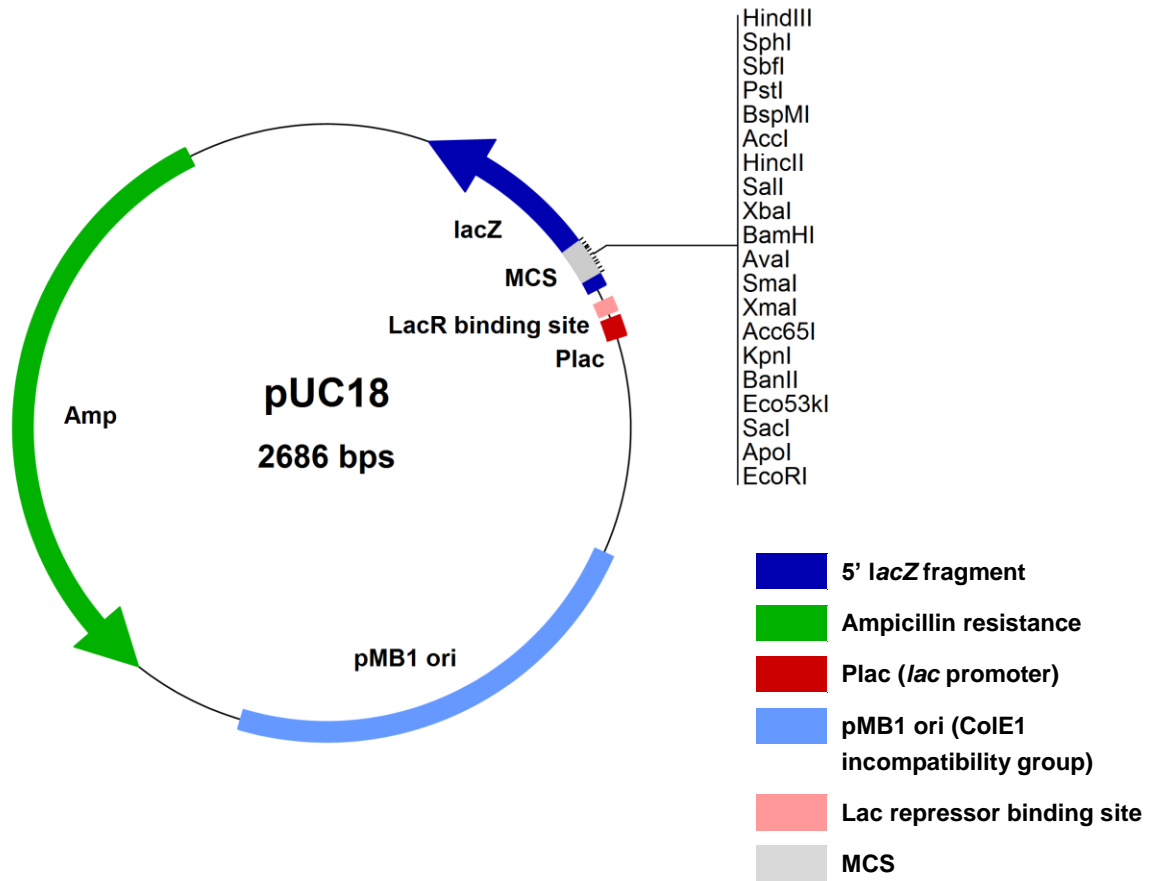 HindIII
SphI
SbfI
PstI
BspMI
AccI
HincII
SalI
XbaI
BamHI
AvaI
SmaI
XmaI
Acc65I
KpnI
BanII
Eco53kI
SacI
ApoI
EcoRI
lacZ
MCS
LacR binding site
Plac
pUC18
2686 bps
Amp
pMB1 ori
5’ lacZ fragment
Ampicillin resistance
Plac (lac promoter)
pMB1 ori (ColE1
incompatibility group)
Lac repressor binding site
MCS